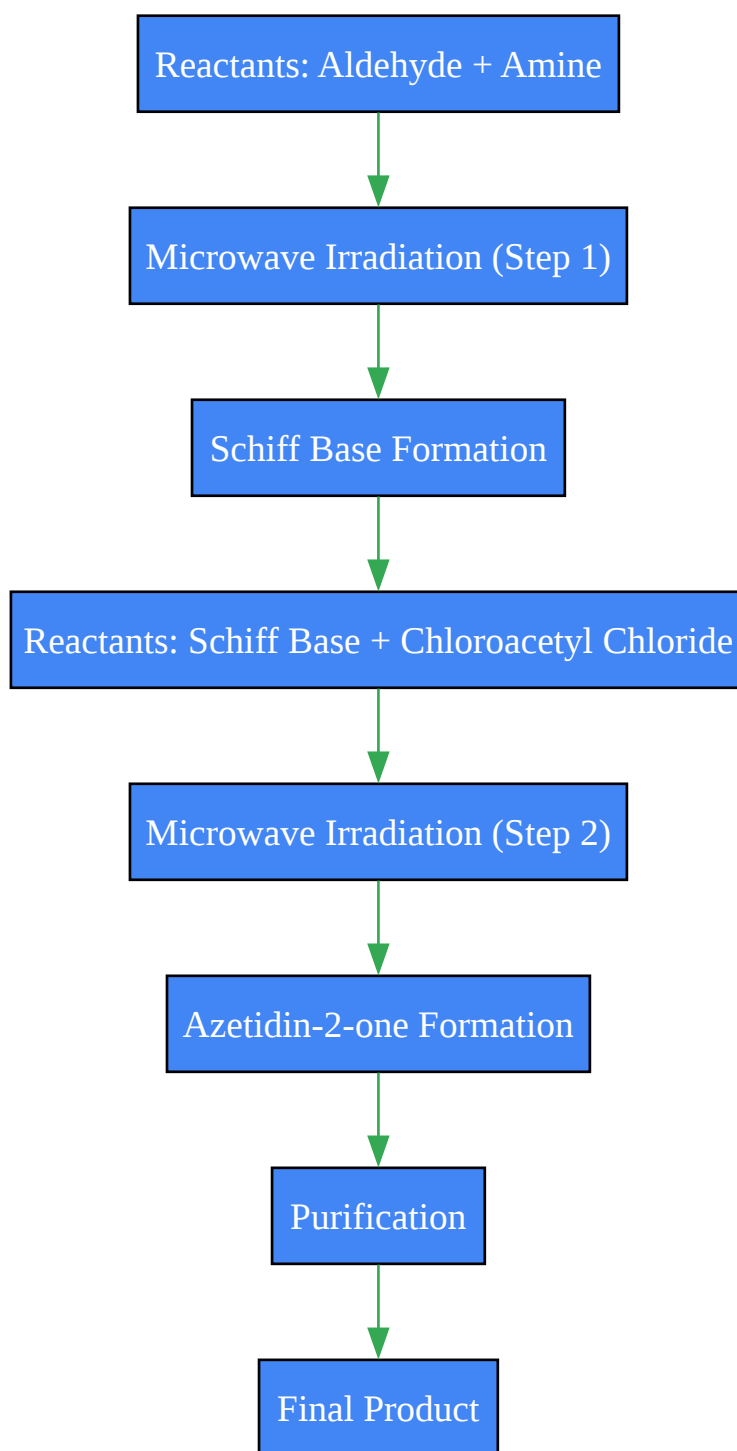 Reactants: Aldehyde + Amine
Microwave Irradiation (Step 1)
Schiff Base Formation
Reactants: Schiff Base + Chloroacetyl Chloride
Microwave Irradiation (Step 2)
Azetidin-2-one Formation
Purification
Final Product